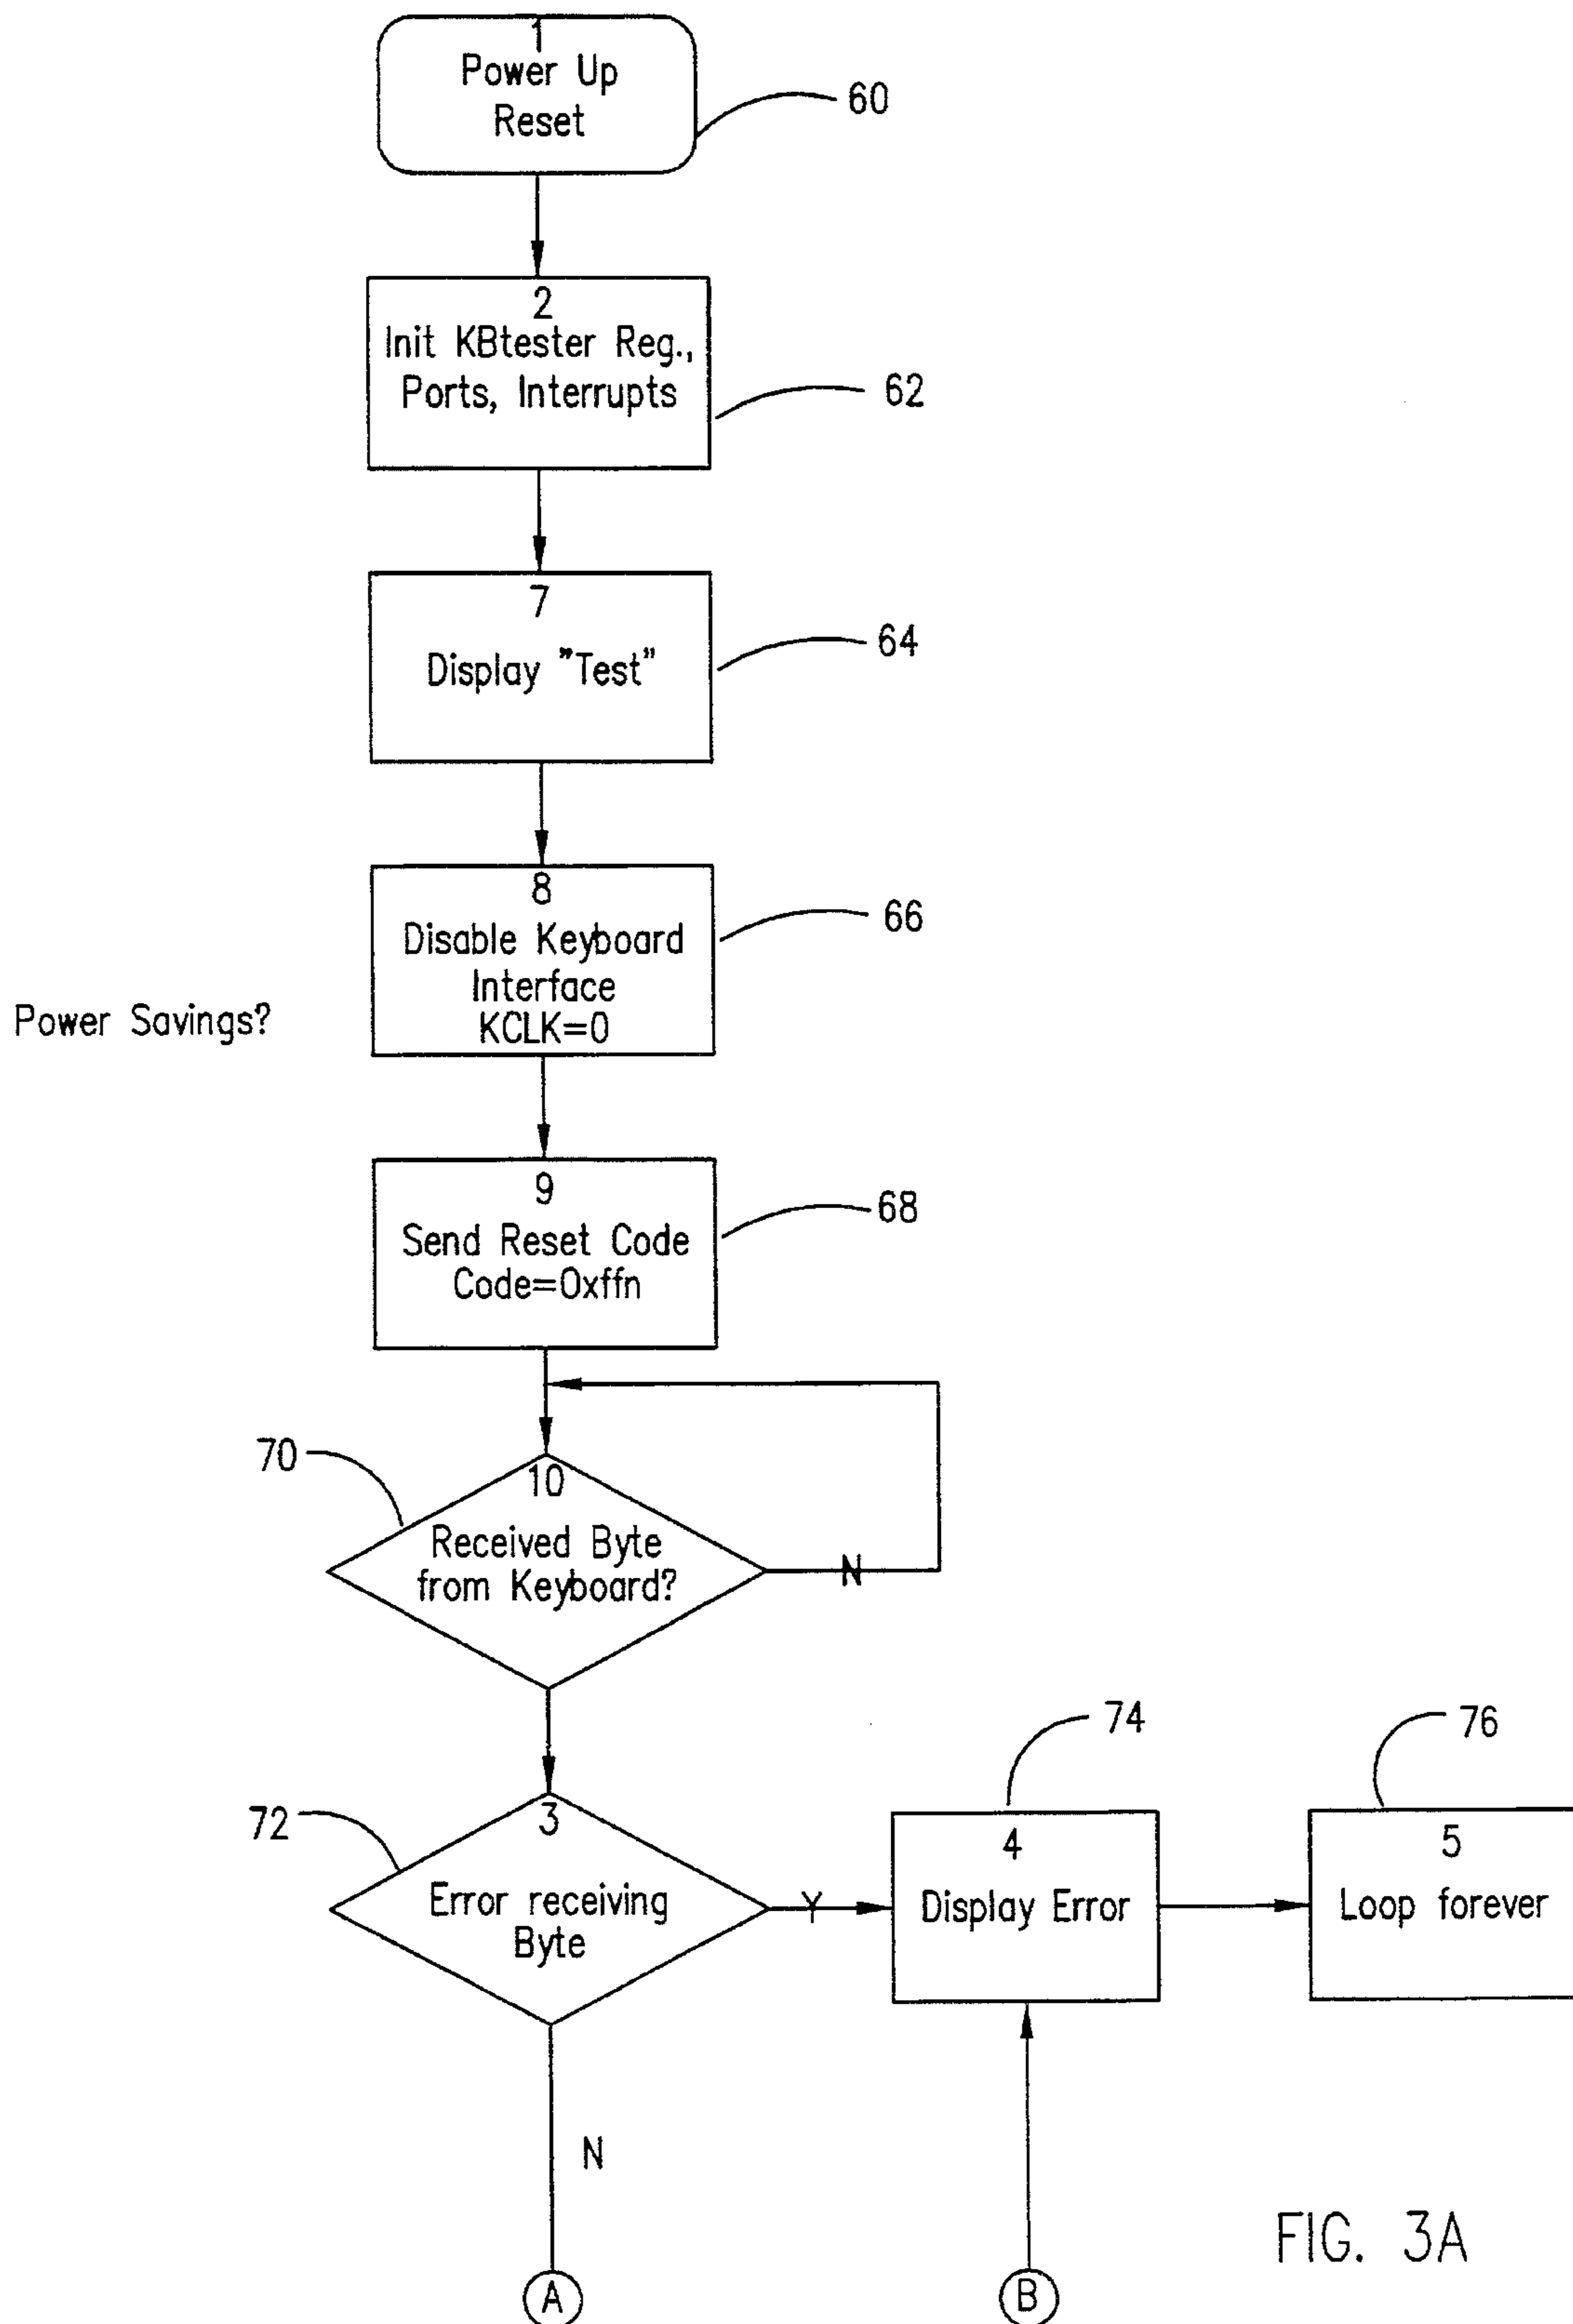 1
Power Up
Reset
60
2
Init KBtester Reg.,
Ports, Interrupts
62
7
Display "Test"
64
8
Disable Keyboard
Interface
KCLK=0
66
Power Savings?
9
Send Reset Code
Code=0xffn
68
70
10
Received Byte
from Keyboard?
N
72
3
Error receiving
Byte
Y
74
4
Display Error
76
5
Loop forever
N
A
B
FIG. 3A